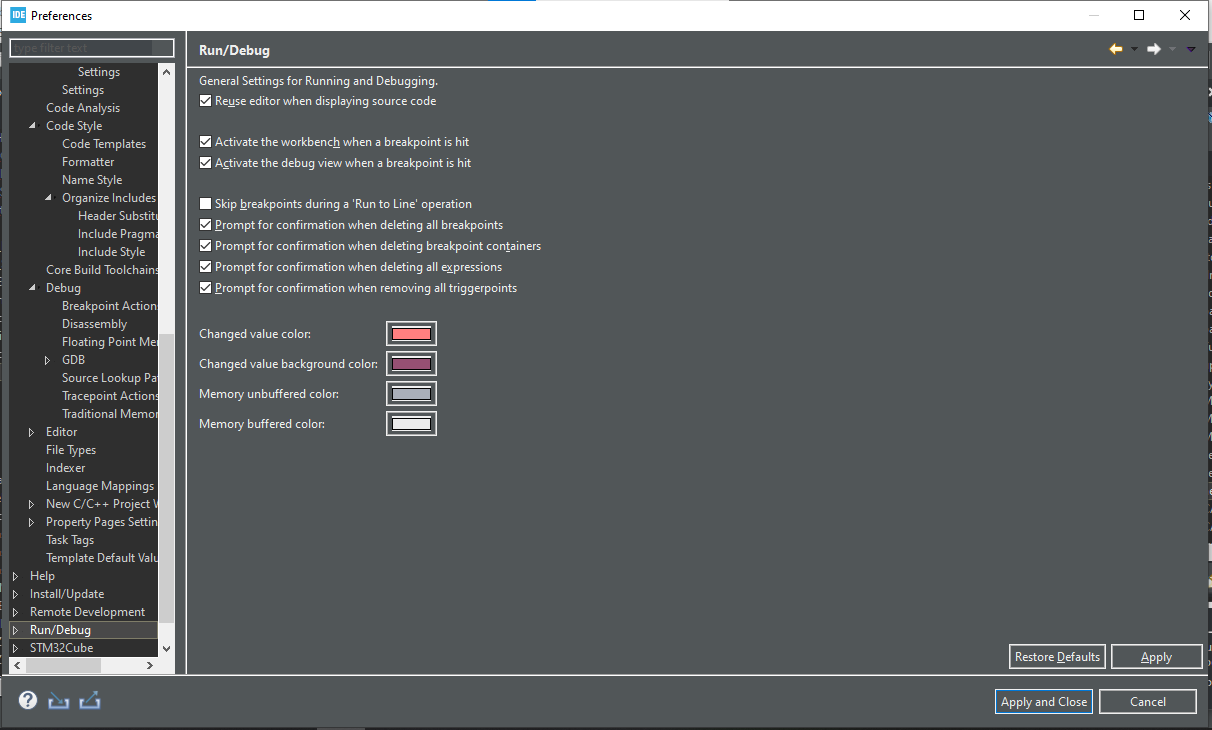 IDE Preferences
type filter text
Settings
Settings
Code Analysis
Code Style
Code Templates
Formatter
Name Style
Organize Includes
Header Substitu
Include Pragma
Include Style
Core Build Toolchains
Debug
Breakpoint Action
Disassembly
Floating Point Me
GDB
Source Lookup Pa
Tracepoint Actions
Traditional Memor
Editor
File Types
Indexer
Language Mappings
New C/C++ Project W
Property Pages Settin
Task Tags
Template Default Valu
Help
Install/Update
Remote Development
Run/Debug
STM32Cube
Run/Debug
General Settings for Running and Debugging.
Reuse editor when displaying source code
Activate the workbench when a breakpoint is hit
Activate the debug view when a breakpoint is hit
Skip breakpoints during a 'Run to Line' operation
Prompt for confirmation when deleting all breakpoints
Prompt for confirmation when deleting breakpoint containers
Prompt for confirmation when deleting all expressions
Prompt for confirmation when removing all triggerpoints
Changed value color:
Changed value background color:
Memory unbuffered color:
Memory buffered color:
Restore Defaults Apply
Apply and Close Cancel